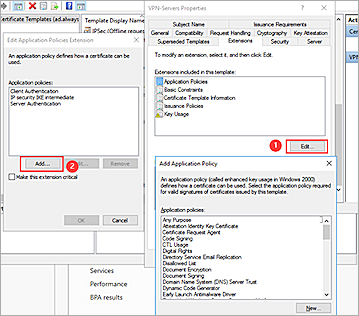 Certificate Templates (ad.always
Template Display Name
IPSec (Offline request)
Edit Application Policies Extension
An application policy defines how a certificate can be used.
Application policies:
Client Authentication
IP security IKE intermediate
Server Authentication
Add...
Remove
2
Make this extension critical
OK
Cancel
Services
Performance
BPA results
VPN-Servers Properties
Subject Name
Issuance Requirements
General
Compatibility
Request Handling
Cryptography
Key Attestation
Superseded Templates
Extensions
Security
Server
To modify an extension, select it, and then click Edit.
Extensions included in this template:
Application Policies
Basic Constraints
Certificate Template Information
Issuance Policies
Key Usage
1
Edit...
Add Application Policy
An application policy (called enhanced key usage in Windows 2000)
defines how a certificate can be used. Select the application policy required
for valid signatures of certificates issued by this template.
Application policies:
Any Purpose
Attestation Identity Key Certificate
Certificate Request Agent
Code Signing
CTL Usage
Digital Rights
Directory Service Email Replication
Disallowed List
Document Encryption
Document Signing
Domain Name System (DNS) Server Trust
Dynamic Code Generator
Early Launch Antimalware Driver
New...